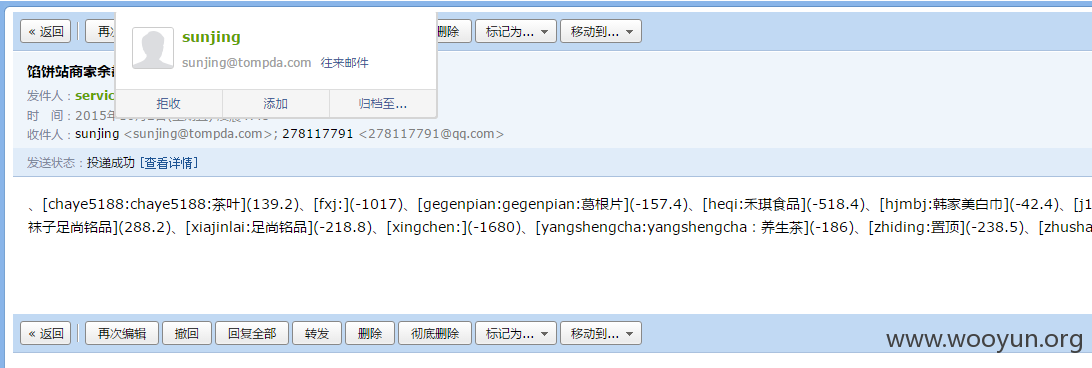 « 返回 再次 删除 标记为... 移动到...
sunjing
sunjing@tompda.com 往来邮件
拒收 添加 归档至...
馅饼站商家余
发件人：servic
时 间：2015年
收件人：sunjing <sunjing@tompda.com>; 278117791 <278117791@qq.com>
发送状态：投递成功 [查看详情]
、[chaye5188:chaye5188:茶叶](139.2)、[fxj:](-1017)、[gegenpian:gegenpian:葛根片](-157.4)、[heqi:禾琪食品](-518.4)、[hjmbj:韩家美白巾](-42.4)、[j1
袜子足尚铭品](288.2)、[xiajinlai:足尚铭品](-218.8)、[xingchen:](-1680)、[yangshengcha:yangshengcha：养生茶](-186)、[zhiding:置顶](-238.5)、[zhusha
« 返回 再次编辑 撤回 回复全部 转发 删除 彻底删除 标记为... 移动到...
www.wooyun.org